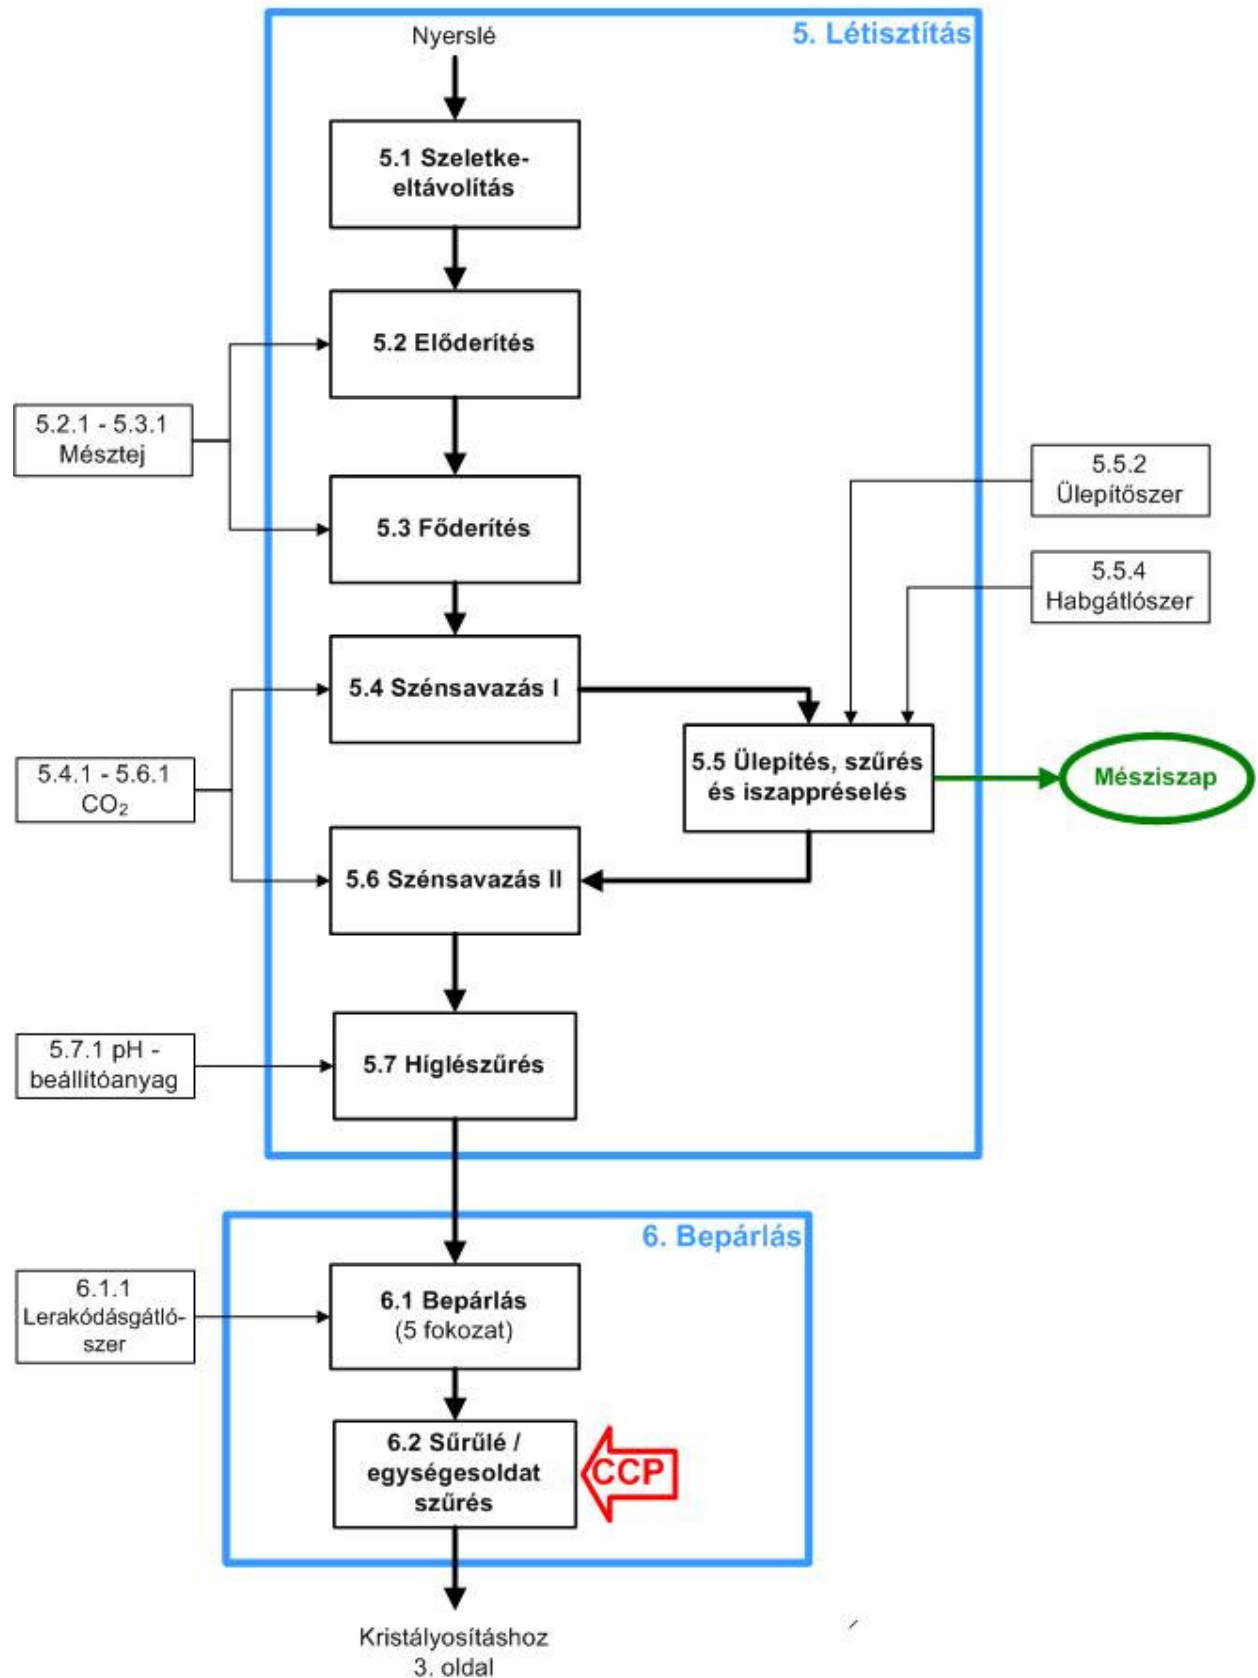 Nyerslé
5. Létisztítás
5.1 Szeletke-
eltávolítás
5.2 Előderítés
5.2.1 - 5.3.1
Mésztej
5.3 Főderítés
5.5.2
Ülepítőszer
5.5.4
Habgátlószer
5.4 Szénsavazás I
5.4.1 - 5.6.1
CO₂
5.5 Ülepítés, szűrés
és iszappréselés
Mésziszap
5.6 Szénsavazás II
5.7.1 pH -
beállítóanyag
5.7 Híglészűrés
6. Bepárlás
6.1.1
Lerakódásgátló-
szer
6.1 Bepárlás
(5 fokozat)
6.2 Sűrűlé /
egységesoldat
szűrés
CCP
Kristályosításhoz
3. oldal